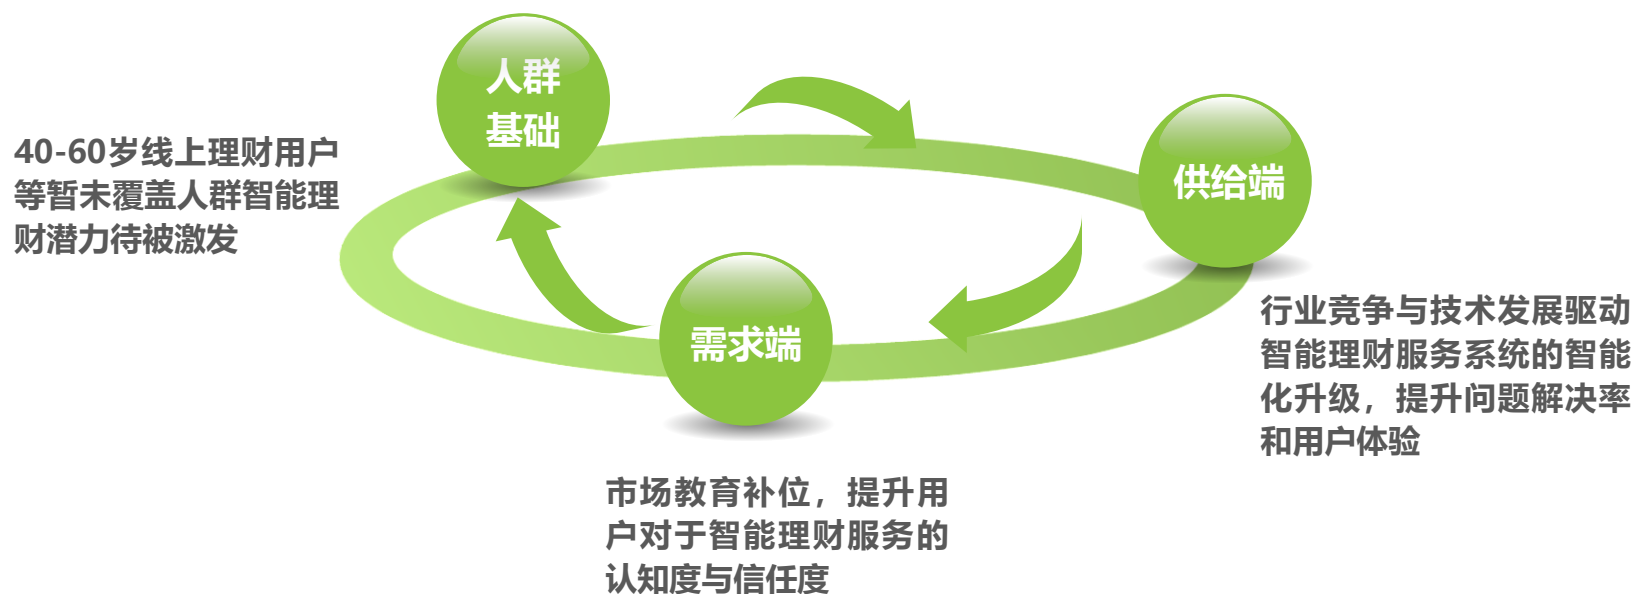 人群
基础
40-60岁线上理财用户
等暂未覆盖人群智能理
财潜力待被激发
供给端
行业竞争与技术发展驱动
智能理财服务系统的智能
化升级，提升问题解决率
和用户体验
需求端
市场教育补位，提升用
户对于智能理财服务的
认知度与信任度